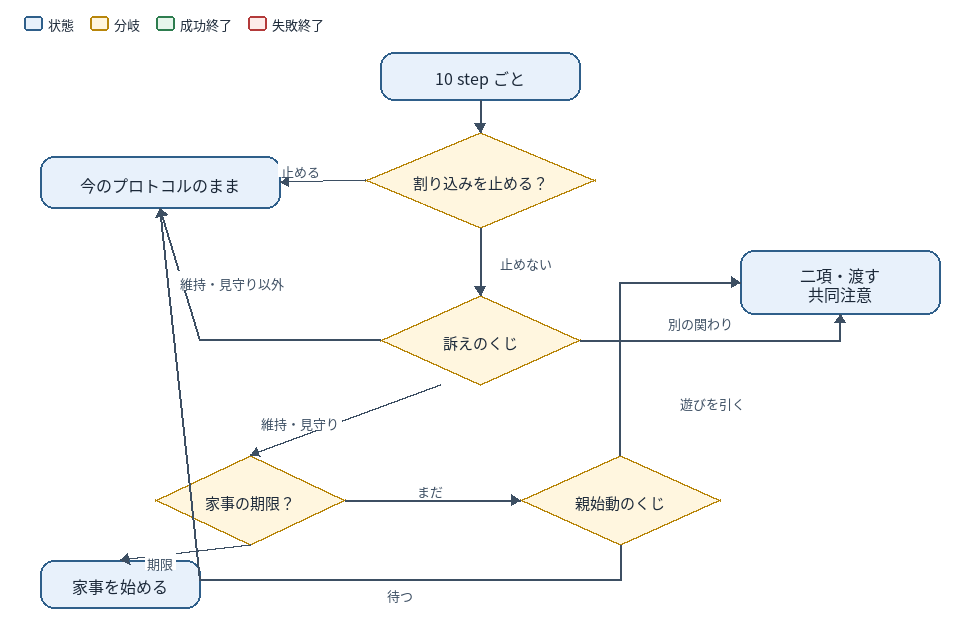 状態
分岐
成功終了
失敗終了
10 step ごと
割り込みを止める？
止める
今のプロトコルのまま
止めない
維持・見守り以外
二項・渡す
共同注意
別の関わり
訴えのくじ
遊びを引く
維持・見守り
家事の期限？
まだ
親始動のくじ
期限
家事を始める
待つ